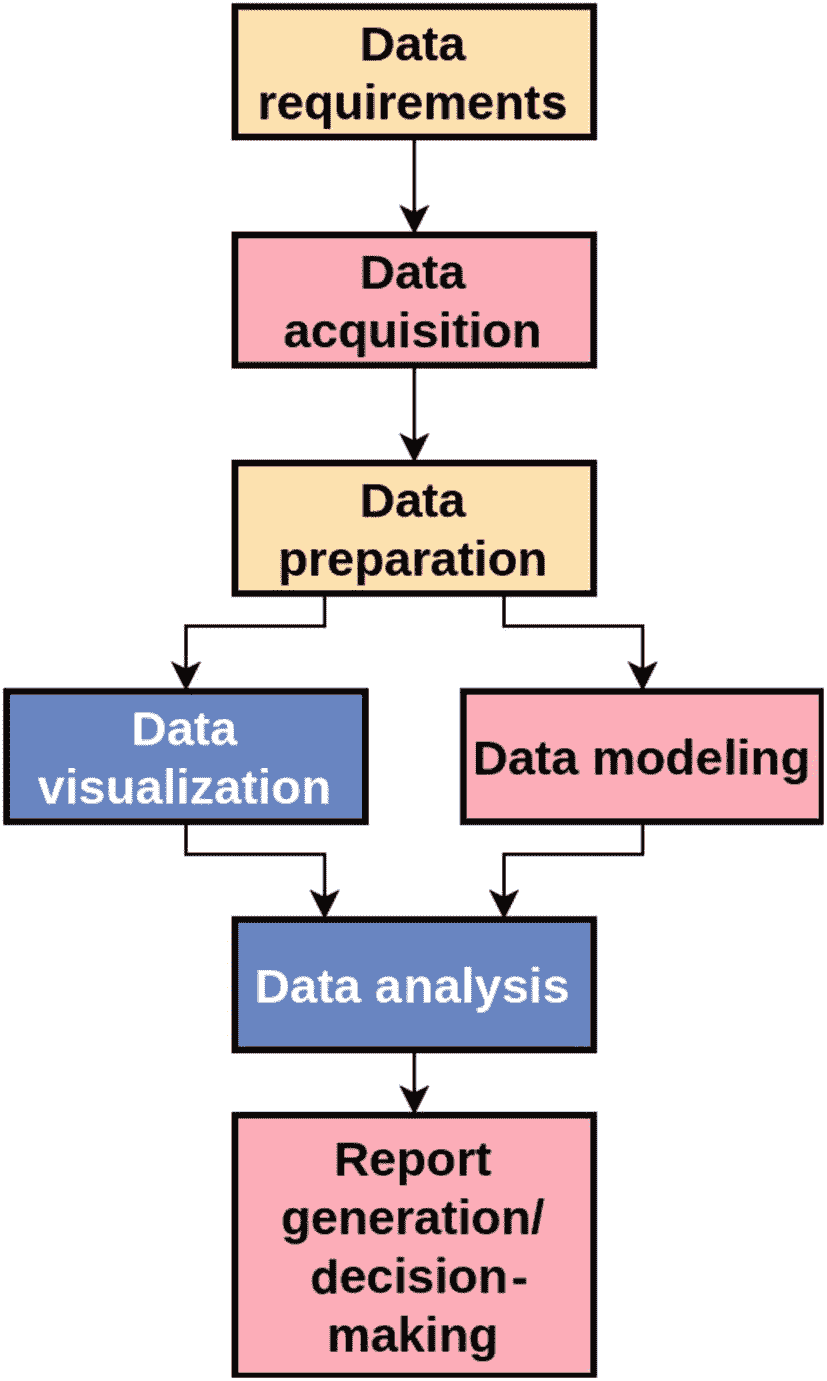 Data
requirements
Data
acquisition
Data
preparation
Data
visualization
Data modeling
Data analysis
Report
generation/
decision-
making